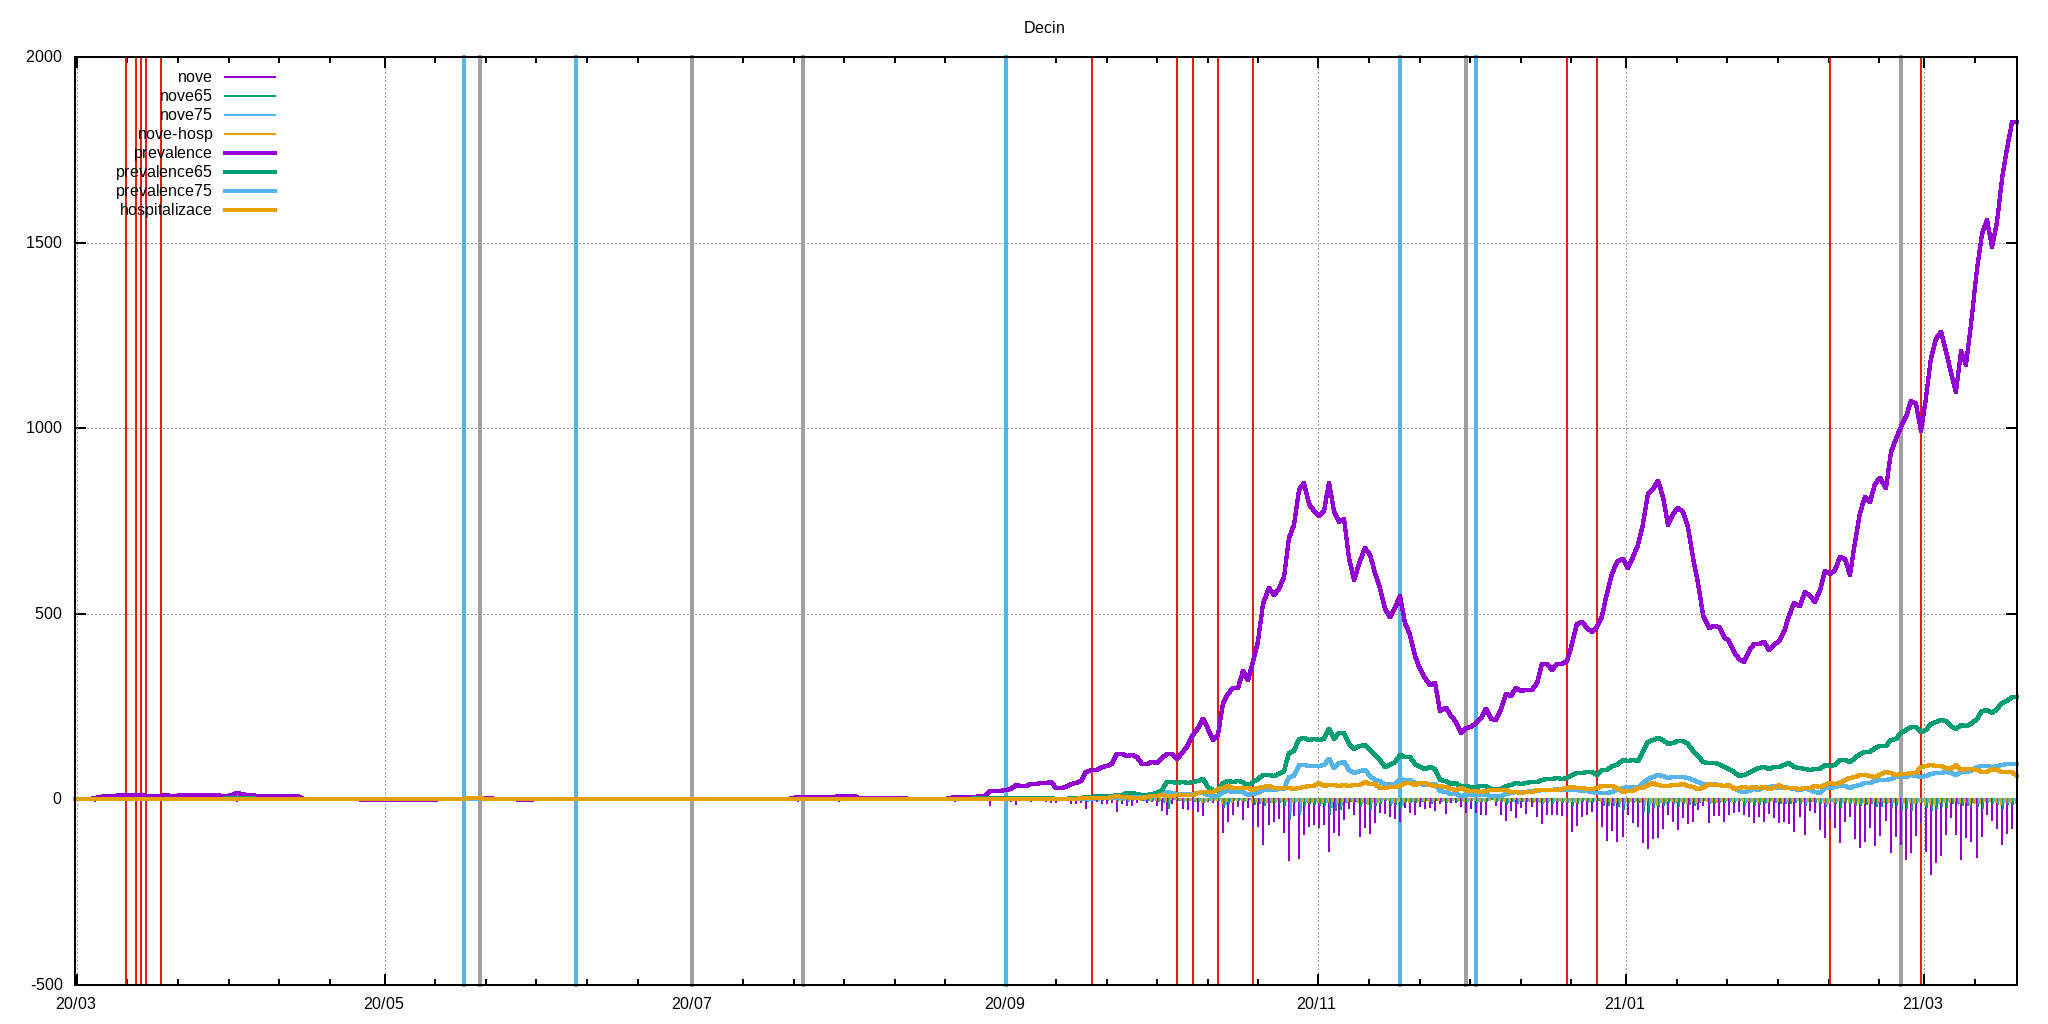 Decin
2000
nove
nove65
nove75
nove-hosp
prevalence
prevalence65
prevalence75
hospitalizace
1500
1000
500
0
-500
20/03 20/05 20/07 20/09 20/11 21/01 21/03